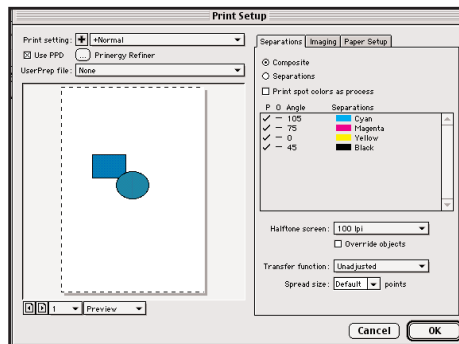 Print Setup
Print setting: + +Normal
Use PPD (...) Prinergy Refiner
UserPrep file: None
1 Preview
Separations Imaging Paper Setup
Composite
Separations
Print spot colors as process
P O Angle Separations
105 Cyan
75 Magenta
0 Yellow
45 Black
Halftone screen: 100 lpi
Override objects
Transfer function: Unadjusted
Spread size: Default points
Cancel OK